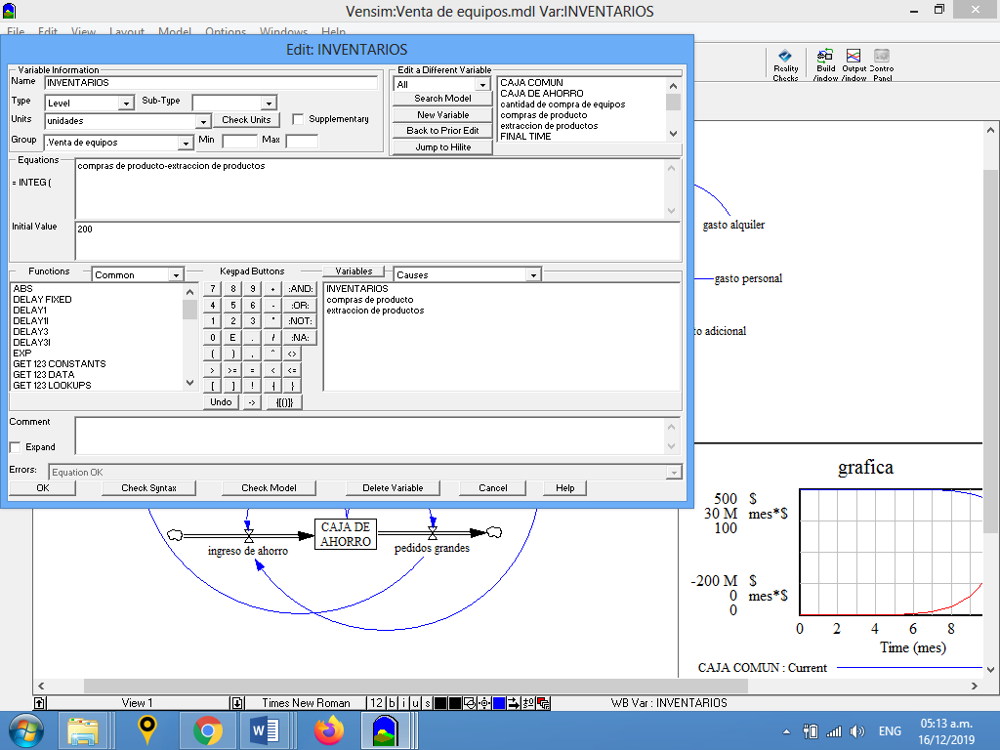 Vensim:Venta de equipos.mdl Var:INVENTARIOS
File Edit View Layout Model Options Windows Help
Edit: INVENTARIOS
Reality Checks
Build
Output
Variable Information
Name INVENTARIOS
Type Level Sub-Type
Units unidades Check Units Supplementary
Group .Venta de equipos Min Max
Edit a Different Variable
All
Search Model
New Variable
Back to Prior Edit
Jump to Hilite
CAJA COMUN
CAJA DE AHORRO
cantidad de compra de equipos
compras de producto
extraccion de productos
FINAL TIME
Equations
= INTEG (
compras de producto-extraccion de productos
Initial Value
200
Functions Common
Keypad Buttons
Variables Causes
ABS
DELAY FIXED
DELAY1
DELAY1I
DELAY3
DELAY3I
EXP
GET 123 CONSTANTS
GET 123 DATA
GET 123 LOOKUPS
7 8 9 + :AND:
4 5 6 - :OR:
1 2 3 * :NOT:
0 E . / :NA:
( ) , ^ <>
> >= = < <=
[ ] ! { }
Undo -> {[()]}
INVENTARIOS
compras de producto
extraccion de productos
Comment
Expand
Errors: Equation OK
OK Check Syntax Check Model Delete Variable Cancel Help
gasto alquiler
gasto personal
adicional
CAJA DE
AHORRO
ingreso de ahorro
pedidos grandes
grafica
500 $
30 M mes*$
100
-200 M $
0 mes*$
0
0 2 4 6 8
Time (mes)
CAJA COMUN : Current
View 1
Times New Roman
12 b i u s
WB Var : INVENTARIOS
ENG
05:13 a.m.
16/12/2019